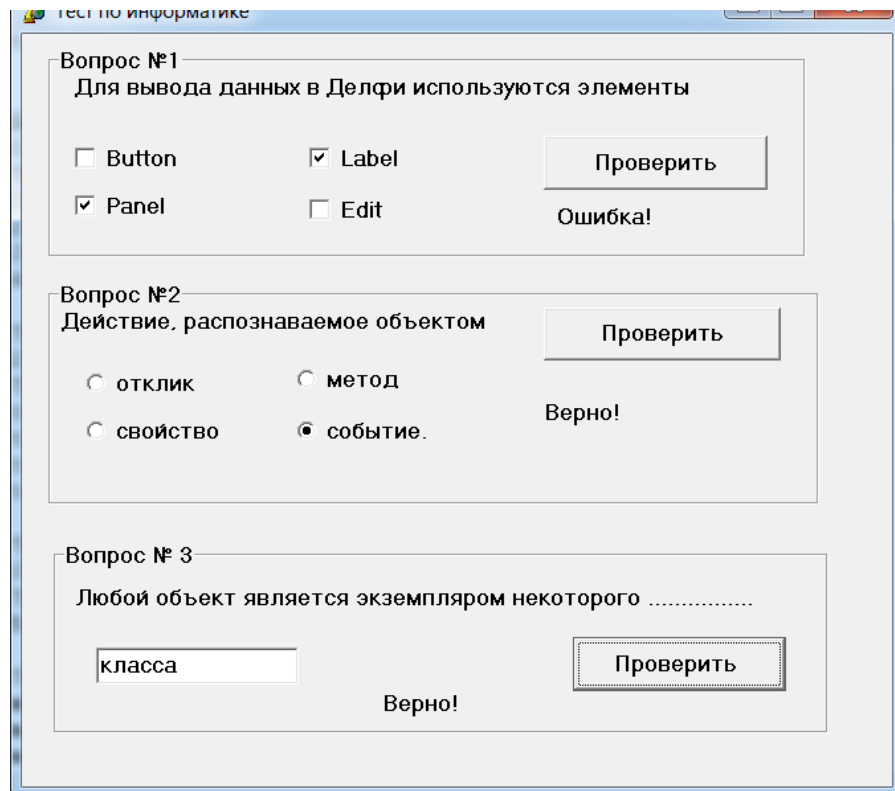 Тест по информатике
Вопрос №1
Для вывода данных в Делфи используются элементы
Button
Label
Проверить
Panel
Edit
Ошибка!
Вопрос №2
Действие, распознаваемое объектом
Проверить
отклик
метод
Верно!
свойство
событие.
Вопрос № 3
Любой объект является экземпляром некоторого ................
класса
Проверить
Верно!